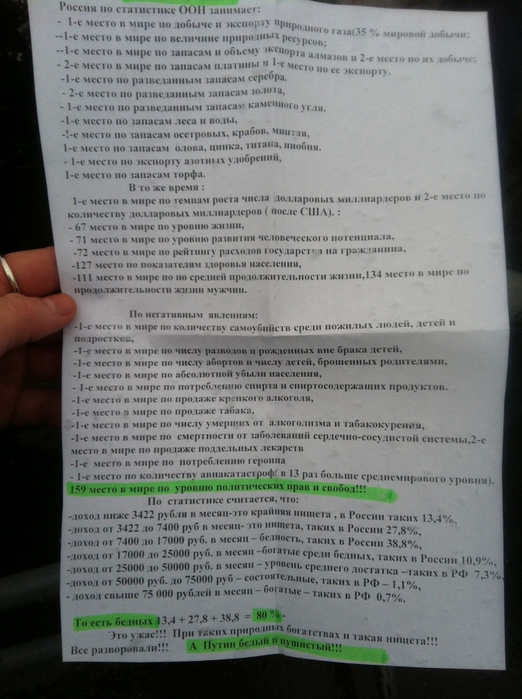 Россия по статистике ООН занимает:
- 1-е место в мире по добыче и экспорту природного газа(35 % мировой добычи;
--1-е место в мире по величине природных ресурсов;
--1-е место в мире по запасам и объему экспорта алмазов и 2-е место по их добыче;
- 2-е место в мире по запасам платины и 1-е место по ее экспорту.
-1-е место по разведанным запасам серебра.
- 2-е место по разведанным запасам золота,
- 1-е место по разведанным запасам каменного угля.
-1-е место по запасам леса и воды,
-!-е место по запасам осетровых, крабов, минтая,
1-е место по запасам олова, цинка, титана, ниобия.
- 1-е место по экспорту азотных удобрений,
1-е место по запасам торфа.
В то же время :
1-е место в мире по темпам роста числа долларовых миллиардеров и 2-е место по
количеству долларовых миллиардеров ( после США). :
- 67 место в мире по уровню жизни,
- 71 место в мире по уровню развития человеческого потенциала,
-72 место в мире по рейтингу расходов государства на гражданина,
-127 место по показателям здоровья населения,
-111 место в мире по по средней продолжительности жизни,134 место в мире по
продолжительности жизни мужчин.
По негативным явлениям:
-1-е место в мире по количеству самоубийств среди пожилых людей, детей и
подростков,
-1-е место в мире по числу разводов и рожденных вне брака детей,
-1-е место в мире по числу абортов и числу детей, брошенных родителями,
-1-е место в мире по абсолютной убыли населения,
- 1-е место в мире по потреблению спирта и спиртосодержащих продуктов.
-1-е место в мире по продаже крепкого алкоголя,
-1-е место в мире по продаже табака,
-1-е место в мире по числу умерших от алкоголизма и табакокурения,
-1-е место в мире по смертности от заболеваний сердечно-сосудистой системы,2-е
место в мире по продаже поддельных лекарств
-1-е место в мире по потреблению героина
- 1-е место по количеству авиакатастроф( в 13 раз больше среднемирового уровня).
159 место в мире по уровню политических прав и свобод!!!
По статистике считается, что:
-доход ниже 3422 рубля в месяц-это крайняя нищета , в России таких 13,4%,
-доход от 3422 до 7400 руб в месяц- это нищета, таких в России 27,8%,
-доход от 7400 до 17000 руб. в месяц – бедность, таких в России 38,8%,
-доход от 17000 до 25000 руб. в месяц –богатые среди бедных, таких в России 10,9%,
-доход от 25000 до 50000 руб. в месяц – уровень среднего достатка –таких в РФ 7,3%,
-доход от 50000 руб. до 75000 руб – состоятельные, таких в РФ – 1,1%,
- доход свыше 75 000 рублей в месяц – богатые – таких в РФ 0,7%.
То есть бедных 13,4 + 27,8 + 38,8 = 80 %-
Это ужас!!! При таких природных богатствах и такая нищета!!!
Все разворовали!!! А Путин белый и пушистый!!!